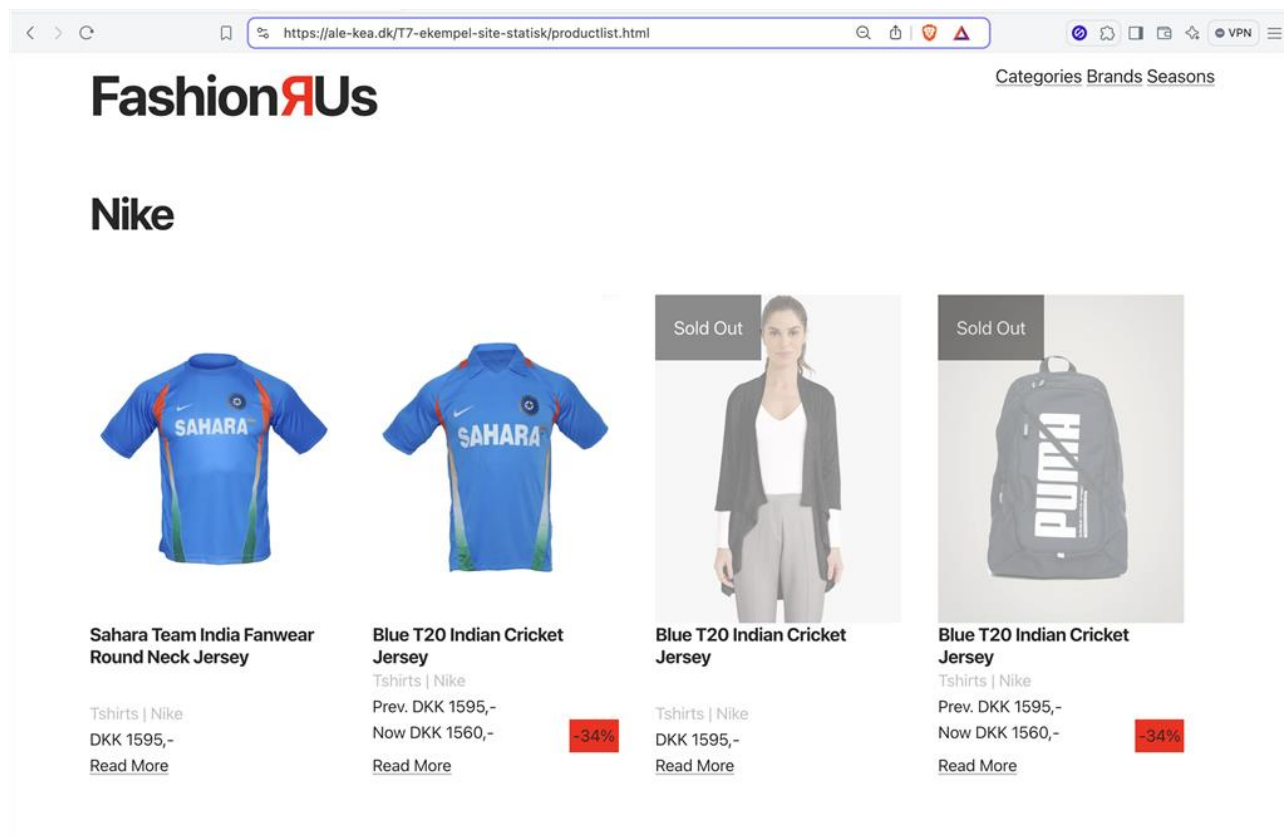 https://ale-kea.dk/T7-ekempel-site-statisk/productlist.html
VPN
FashionЯUs
Categories Brands Seasons
Nike
SAHARA
SAHARA
Sold Out
Sold Out
PUMA
Sahara Team India Fanwear
Round Neck Jersey
Tshirts | Nike
DKK 1595,-
Read More
Blue T20 Indian Cricket
Jersey
Tshirts | Nike
Prev. DKK 1595,-
Now DKK 1560,-
-34%
Read More
Blue T20 Indian Cricket
Jersey
Tshirts | Nike
DKK 1595,-
Read More
Blue T20 Indian Cricket
Jersey
Tshirts | Nike
Prev. DKK 1595,-
Now DKK 1560,-
-34%
Read More